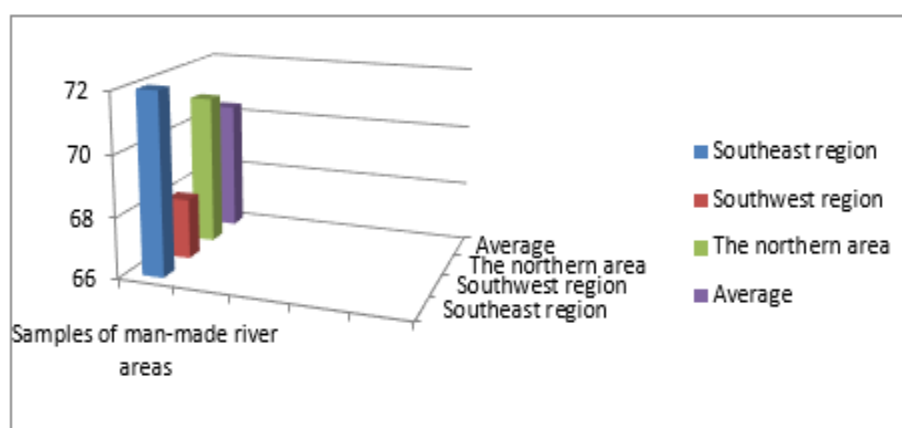 72
70
68
66
Average
The northern area
Southwest region
Southeast region
Samples of man-made river
areas
Southeast region
Southwest region
The northern area
Average